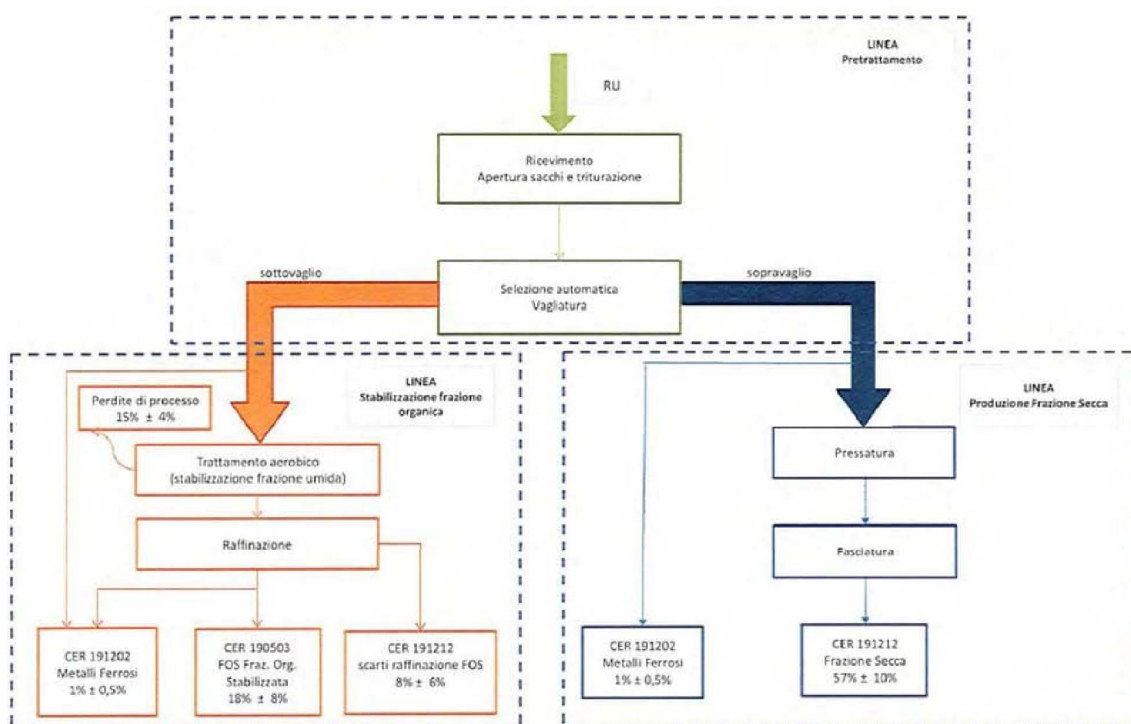 LINEA
Pretrattamento
RU
Ricevimento
Apertura sacchi e triturazione
sottovaglio
sopravaglio
Selezione automatica
Vagliatura
LINEA
Stabilizzazione frazione
organica
Perdite di processo
15% ± 4%
Trattamento aerobico
(stabilizzazione frazione umida)
Raffinazione
CER 191202
Metalli Ferrosi
1% ± 0,5%
CER 190503
FOS Fraz. Org.
Stabilizzata
18% ± 8%
CER 191212
scarti raffinazione FOS
8% ± 6%
LINEA
Produzione Frazione Secca
Pressatura
Fasciatura
CER 191202
Metalli Ferrosi
1% ± 0,5%
CER 191212
Frazione Secca
57% ± 10%